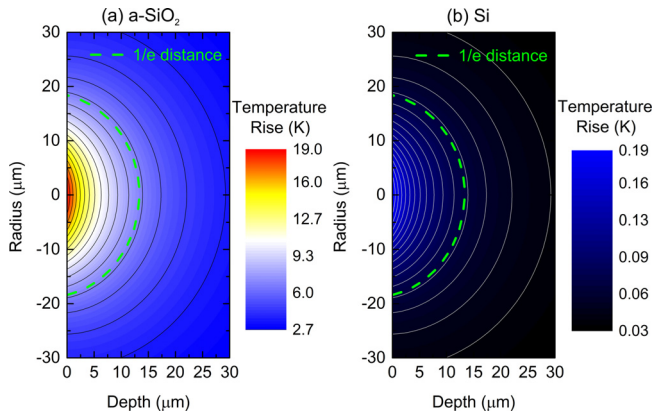 (a) a-SiO2
(b) Si
30
20
10
0
-10
-20
-30
Radius (μm)
0 5 10 15 20 25 30
Depth (μm)
1/e distance
Temperature
Rise (K)
19.0
16.0
12.7
9.3
6.0
2.7
30
20
10
0
-10
-20
-30
Radius (μm)
0 5 10 15 20 25 30
Depth (μm)
1/e distance
Temperature
Rise (K)
0.19
0.16
0.13
0.09
0.06
0.03